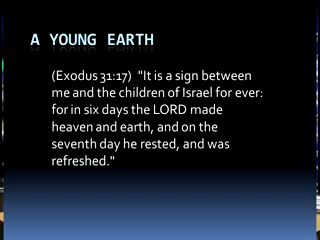 A YOUNG EARTH
(Exodus 31:17)  "It is a sign between
me and the children of Israel for ever:
for in six days the LORD made
heaven and earth, and on the
seventh day he rested, and was
refreshed."